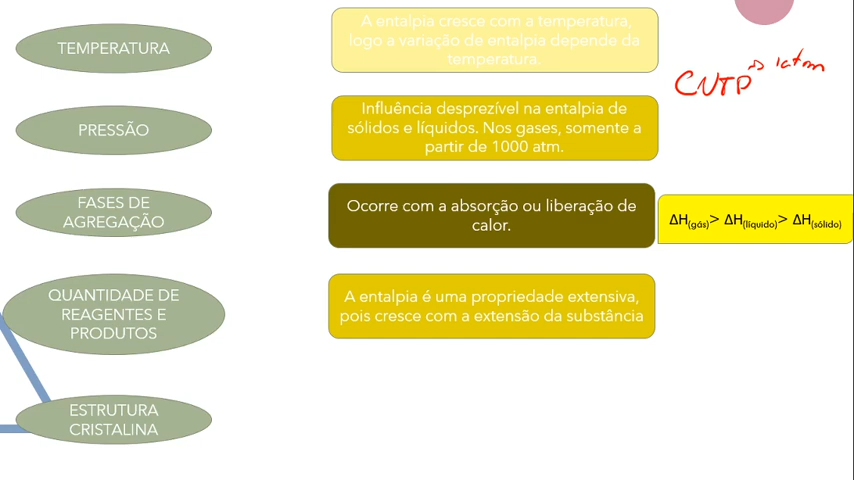 TEMPERATURA
A entalpia cresce com a temperatura,
logo a variação de entalpia depende da
temperatura.
CNTP → 1atm
PRESSÃO
Influência desprezível na entalpia de
sólidos e líquidos. Nos gases, somente a
partir de 1000 atm.
FASES DE
AGREGAÇÃO
Ocorre com a absorção ou liberação de
calor.
ΔH(gás)> ΔH(líquido)> ΔH(sólido)
QUANTIDADE DE
REAGENTES E
PRODUTOS
A entalpia é uma propriedade extensiva,
pois cresce com a extensão da substância
ESTRUTURA
CRISTALINA